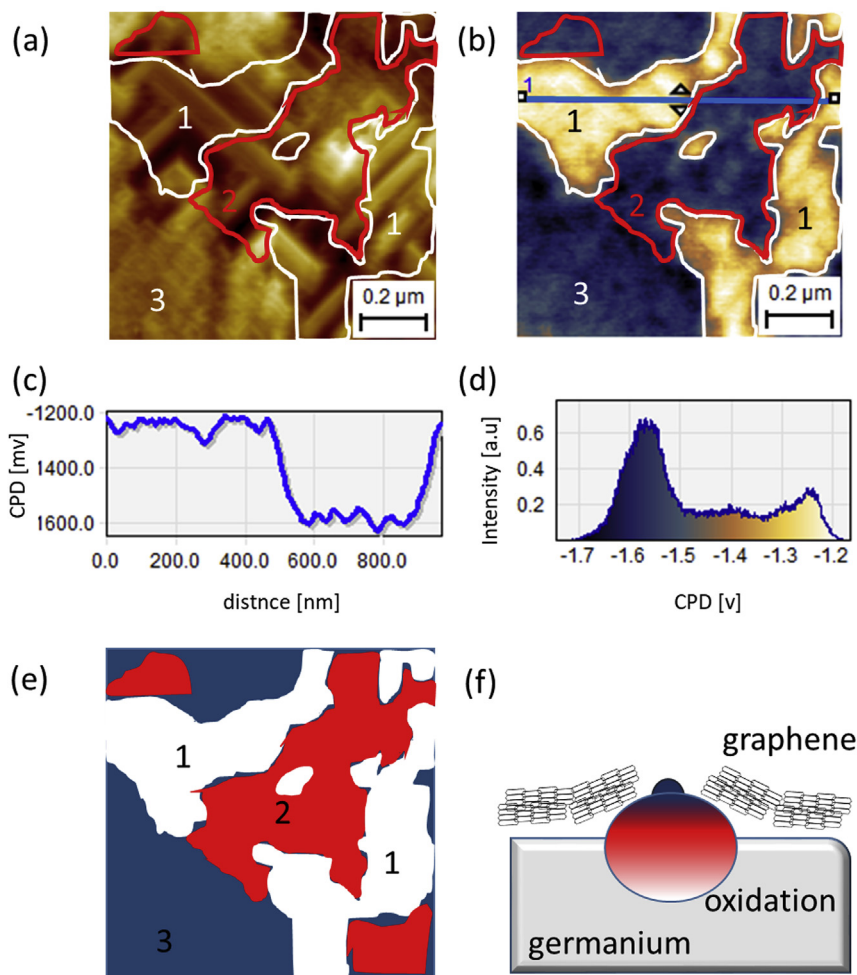 (a)
1
2
3
0.2 µm
1
(b)
1
1
2
3
1
0.2 µm
(c)
-1200.0
1400.0
1600.0
CPD [mv]
0.0 200.0 400.0 600.0 800.0
distnce [nm]
(d)
0.6
0.4
0.2
Intensity [a.u]
-1.7 -1.6 -1.5 -1.4 -1.3 -1.2
CPD [v]
(e)
1
2
1
3
(f)
graphene
oxidation
germanium